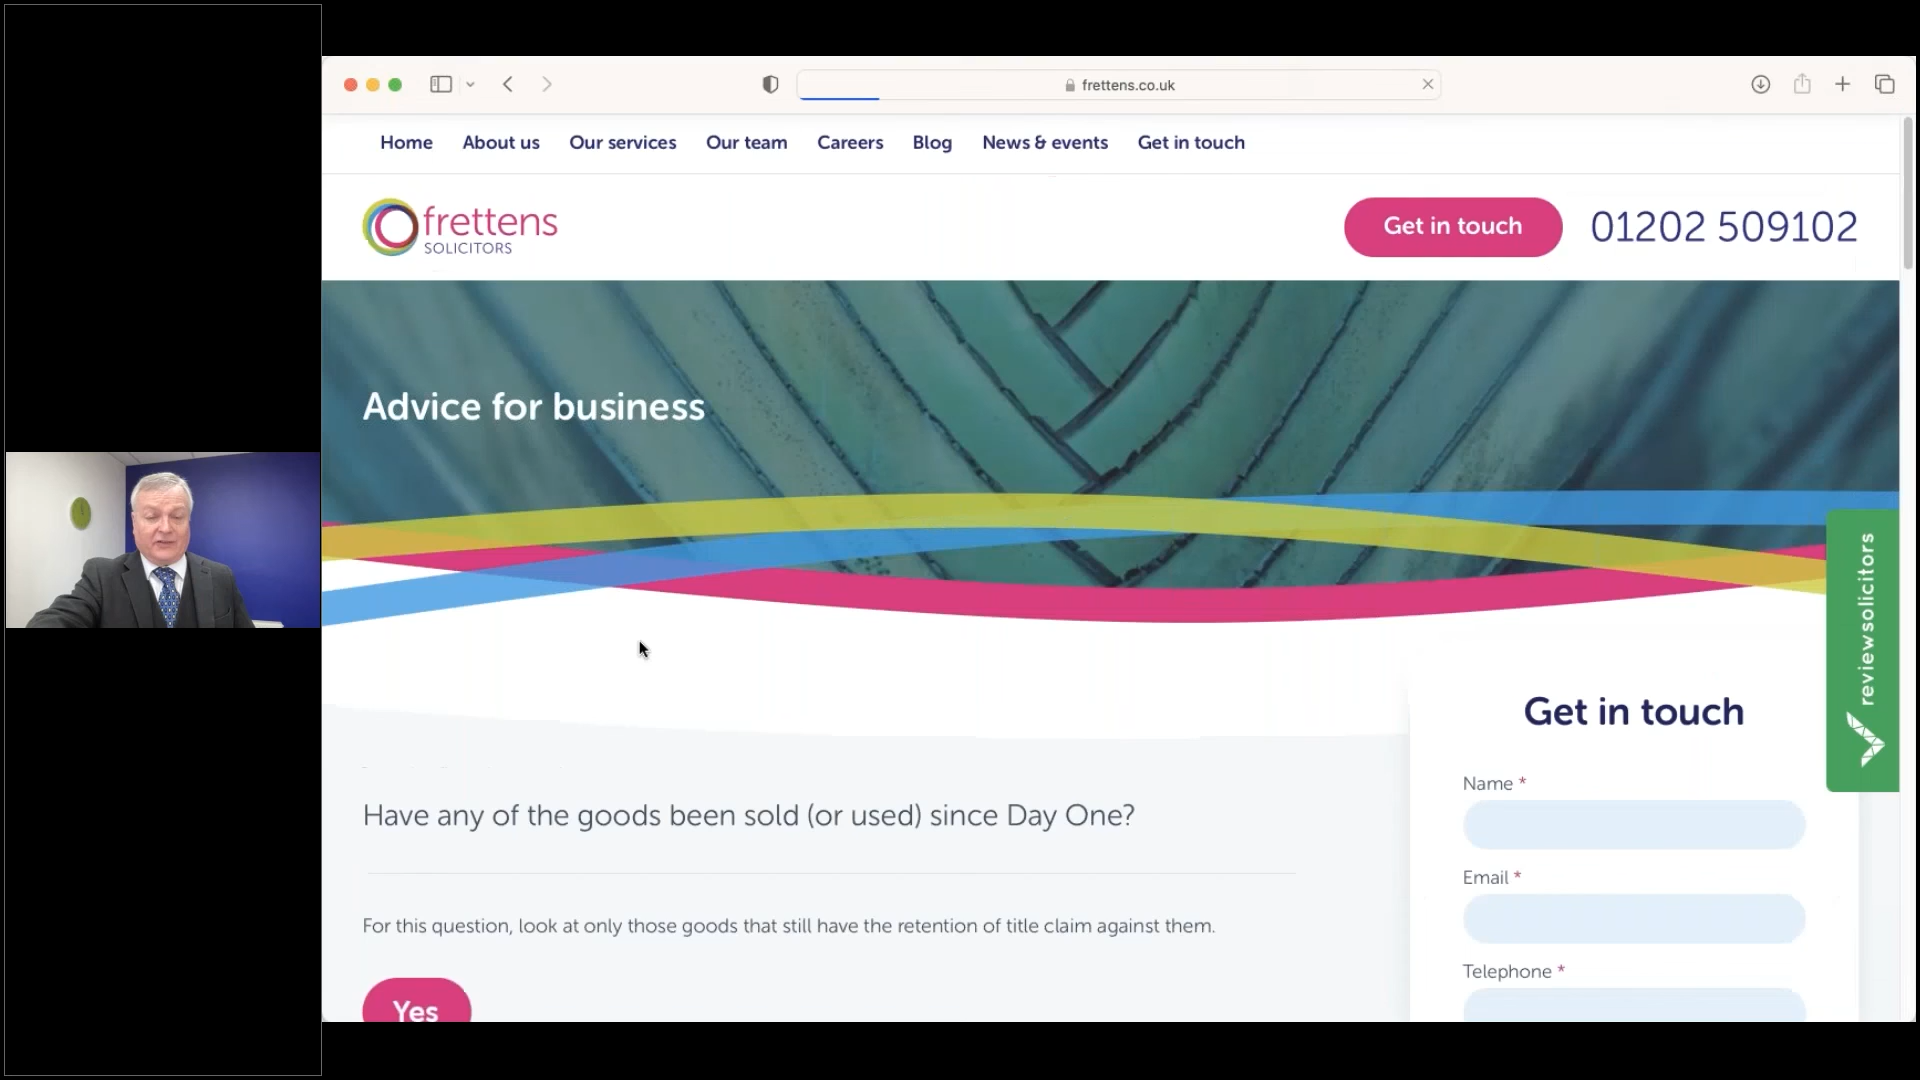 frettens.co.uk
Home About us Our services Our team Careers Blog News & events Get in touch
frettens
SOLICITORS
Get in touch 01202 509102
Advice for business
reviewsolicitors
Get in touch
Name *
Have any of the goods been sold (or used) since Day One?
Email *
For this question, look at only those goods that still have the retention of title claim against them.
Telephone *
Yes